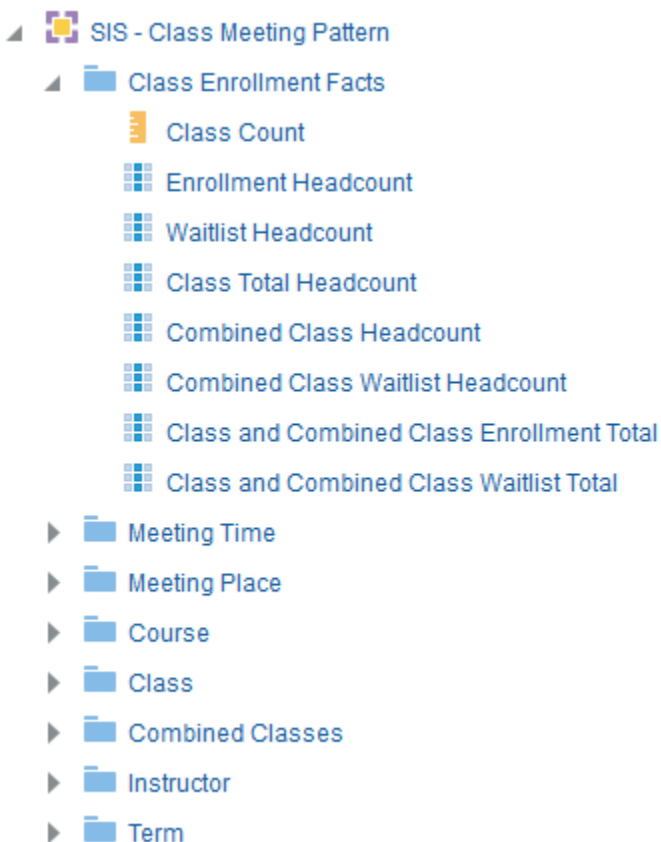 SIS - Class Meeting Pattern
Class Enrollment Facts
Class Count
Enrollment Headcount
Waitlist Headcount
Class Total Headcount
Combined Class Headcount
Combined Class Waitlist Headcount
Class and Combined Class Enrollment Total
Class and Combined Class Waitlist Total
Meeting Time
Meeting Place
Course
Class
Combined Classes
Instructor
Term